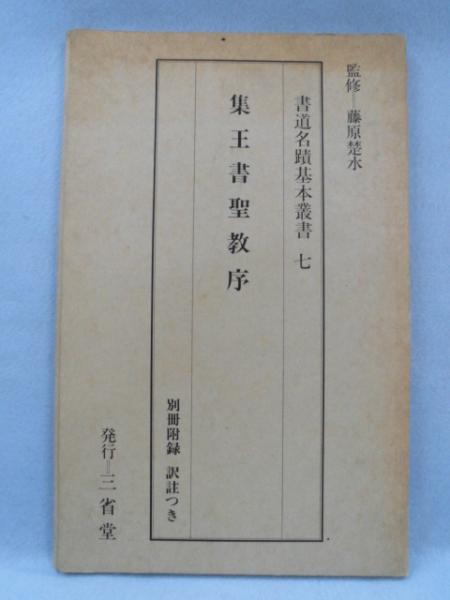 監修＝藤原楚水
書道名蹟基本叢書 七
集王書聖教序
別冊附録 訳註つき
発行＝三省堂